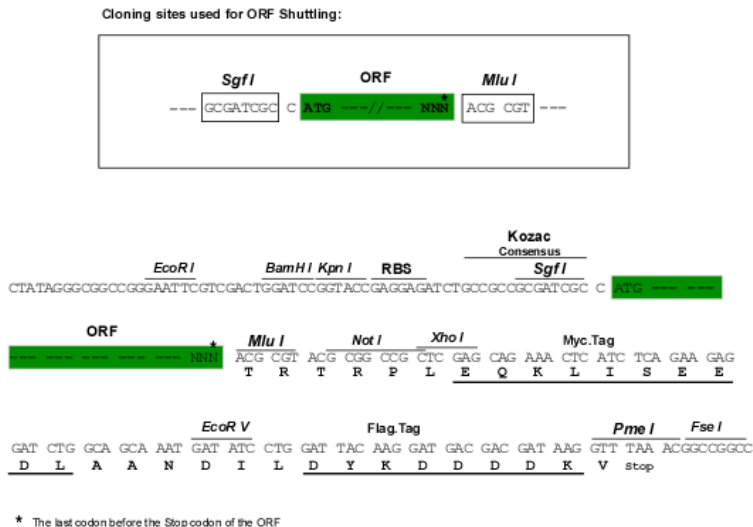 Cloning sites used for ORF Shuttling:
Sgf I ORF Mlu I
--- GCGATCGC C ATG ---//--- NNN* ACG CGT ---
Kozac
Consensus
EcoR I BamH I Kpn I RBS Sgf I
CTATAGGGCGGCCGGGAATTCGTCGACTGGATCCGGTACCGAGGAGATCTGCCGCCGCGATCGC C ATG --- ---
ORF Mlu I Not I Xho I Myc.Tag
--- --- --- --- --- --- NNN* ACG CGT ACG CGG CCG CTC GAG CAG AAA CTC ATC TCA GAA GAG
T R T R P L E Q K L I S E E
EcoR V Flag.Tag Pme I Fse I
GAT CTG GCA GCA AAT GAT ATC CTG GAT TAC AAG GAT GAC GAC GAT AAG GTT TAA ACGGCCGGCC
D L A A N D I L D Y K D D D D K V Stop
* The last codon before the Stop codon of the ORF